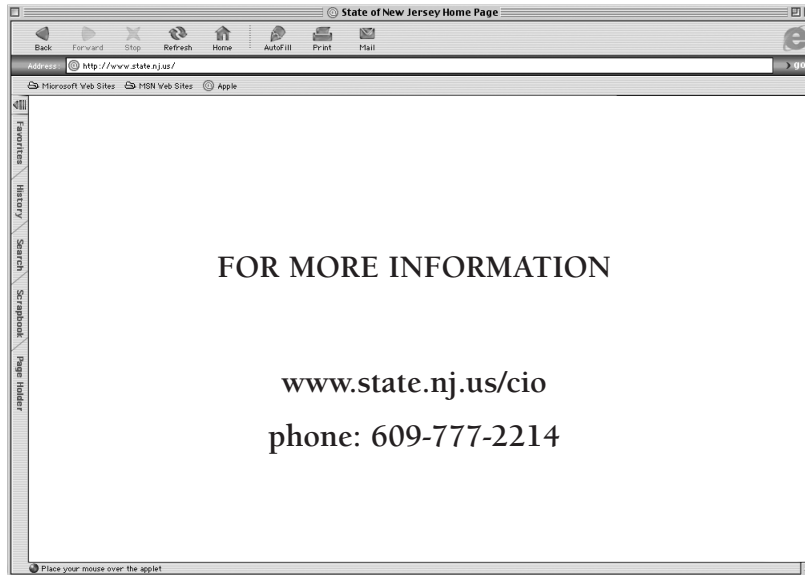 State of New Jersey Home Page
Back Forward Stop Refresh Home AutoFill Print Mail
Address: http://www.state.nj.us/ go
Microsoft Web Sites MSN Web Sites Apple
Favorites
History
Search
Scrapbook
Page Holder
FOR MORE INFORMATION
www.state.nj.us/cio
phone: 609-777-2214
Place your mouse over the applet